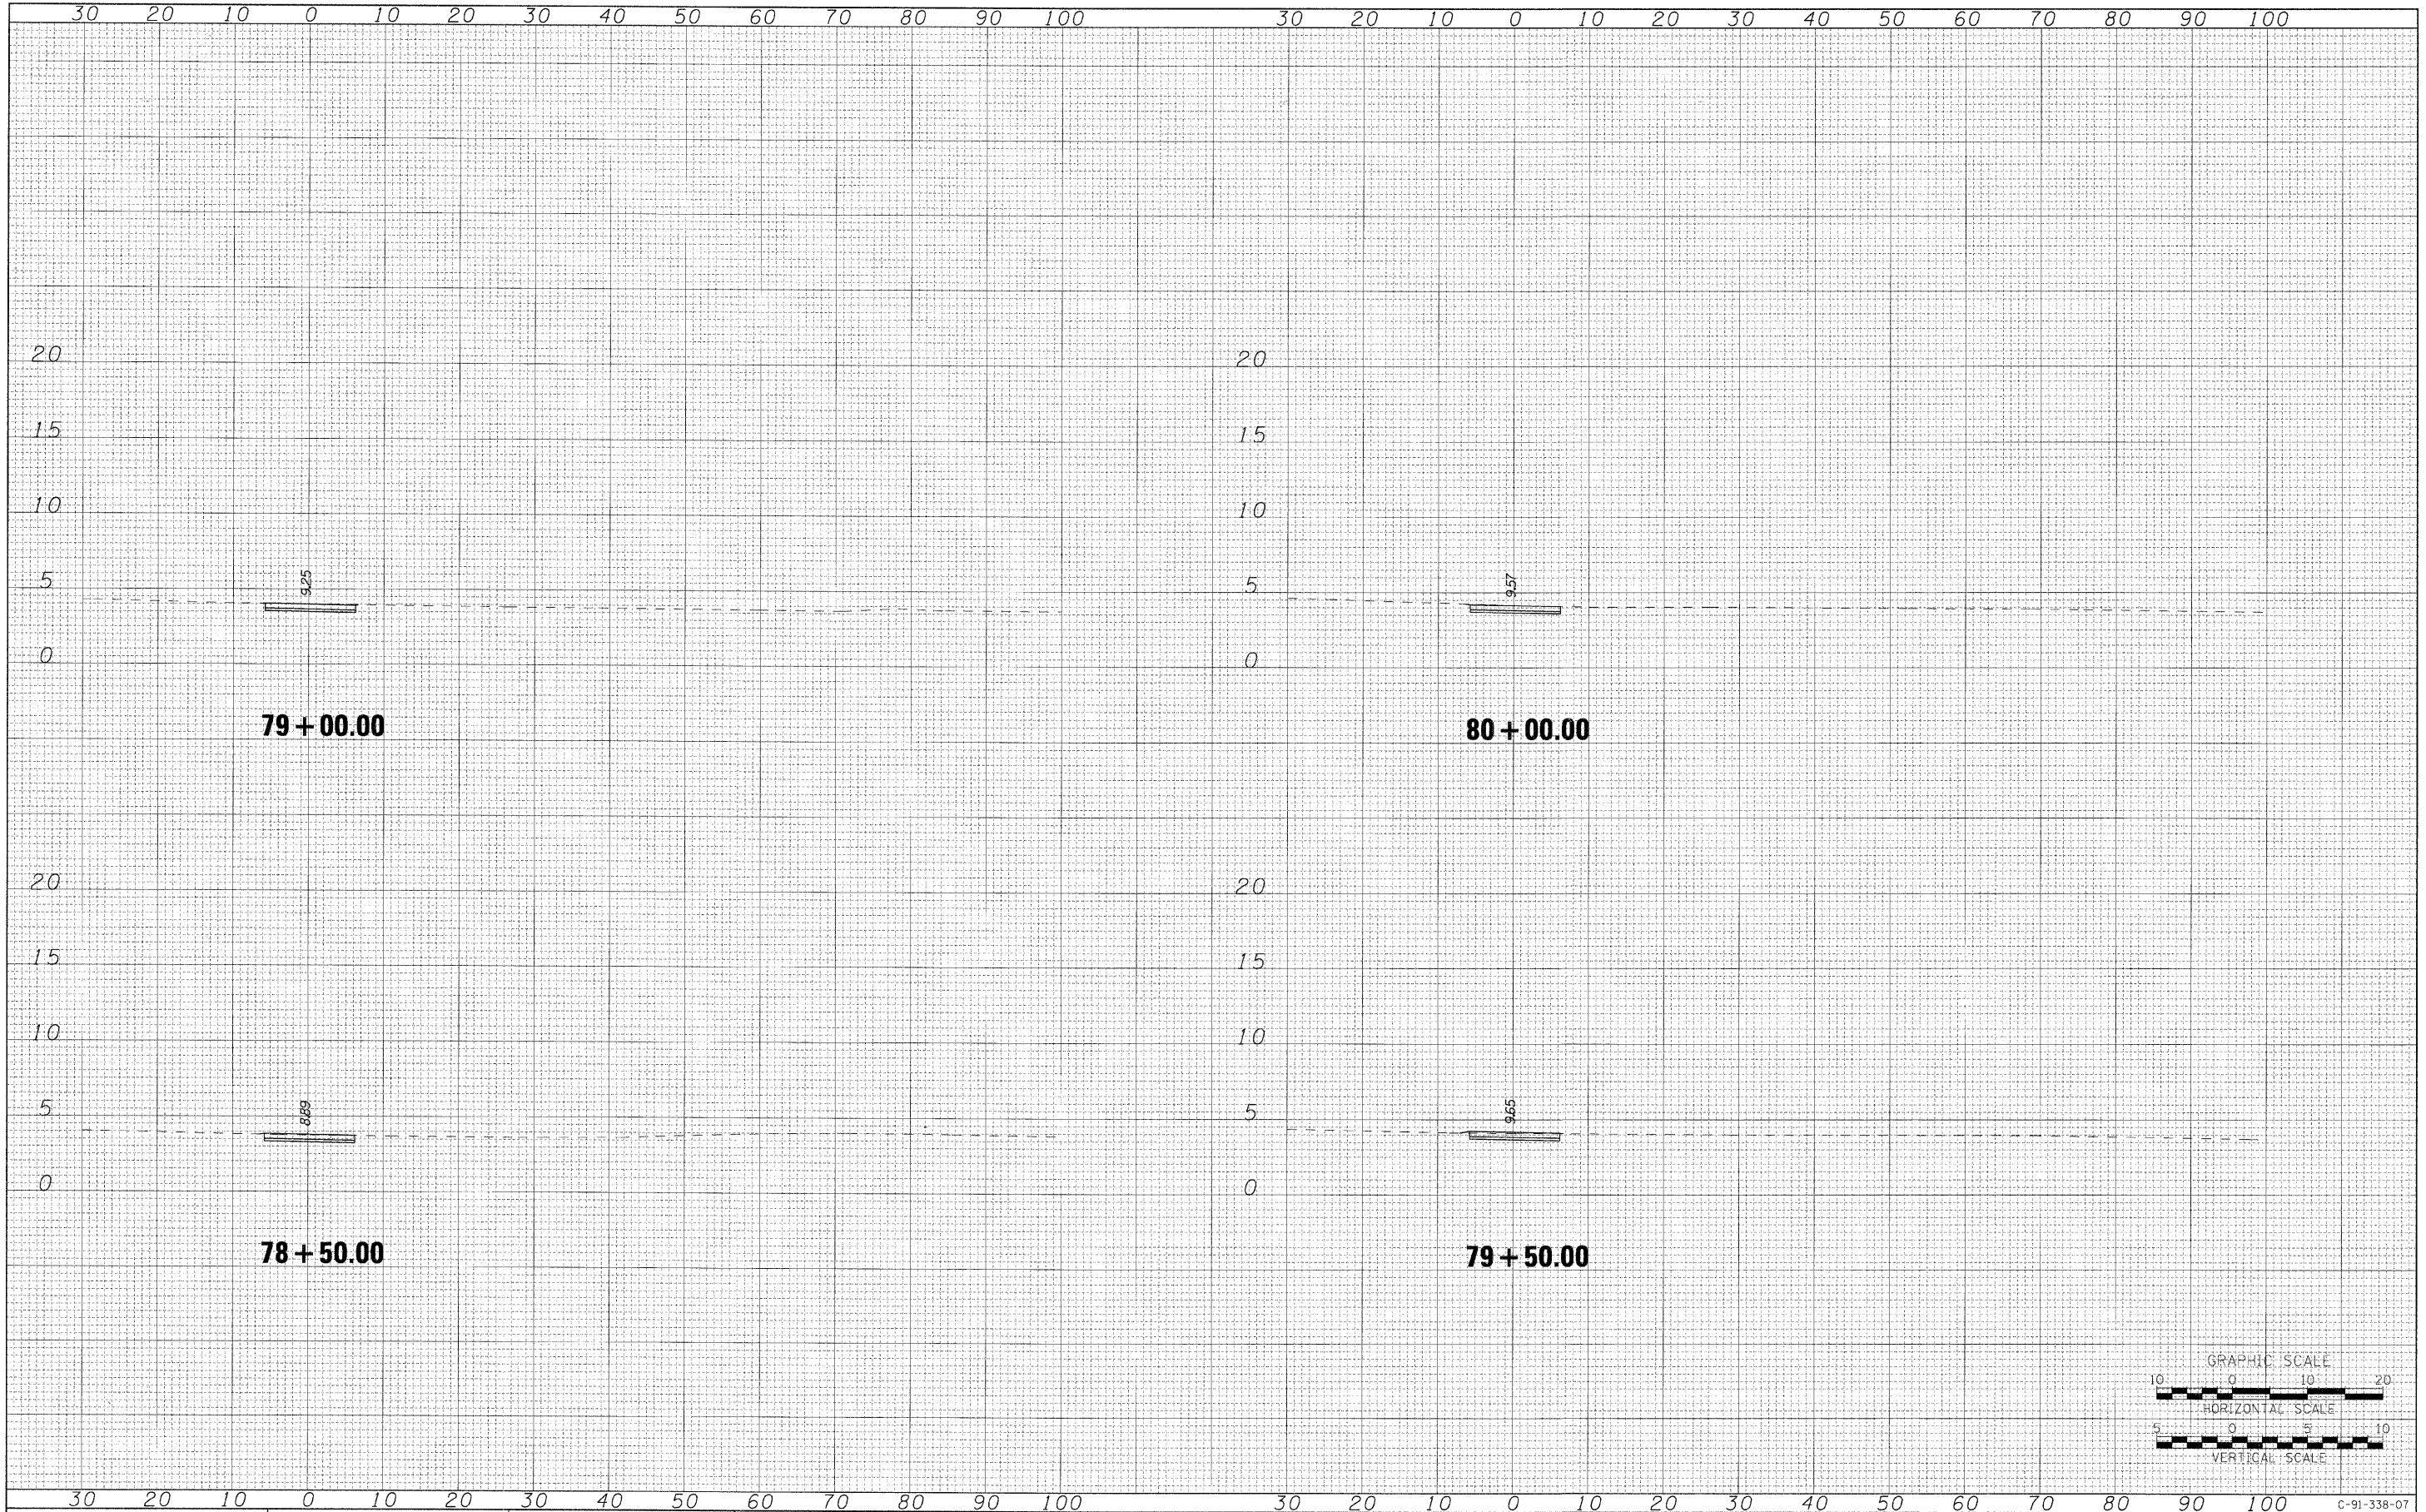 30 20 10 0 10 20 30 40 50 60 70 80 90 100 30 20 10 0 10 20 30 40 50 60 70 80 90 100
20 20
15 15
10 10
5 9.25 5 9.57
0 0
79+00.00 80+00.00
20 20
15 15
10 10
5 8.89 5 9.65
0 0
78+50.00 79+50.00
GRAPHIC SCALE
10 0 10 20
HORIZONTAL SCALE
5 0 5 10
VERTICAL SCALE
30 20 10 0 10 20 30 40 50 60 70 80 90 100 30 20 10 0 10 20 30 40 50 60 70 80 90 100 C-91-338-07